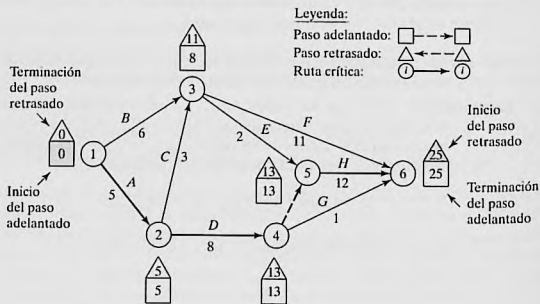 Leyenda:
Paso adelantado:
Paso retrasado:
Ruta crítica: i i
11
8
Terminación
del paso
retrasado
3
B
6
F
11
E
2
Inicio
del paso
retrasado
0
0
1
C
3
13
13
5
H
12
6
25
25
A
5
G
1
Inicio
del paso
adelantado
Terminación
del paso
adelantado
2
D
8
4
5
5
13
13